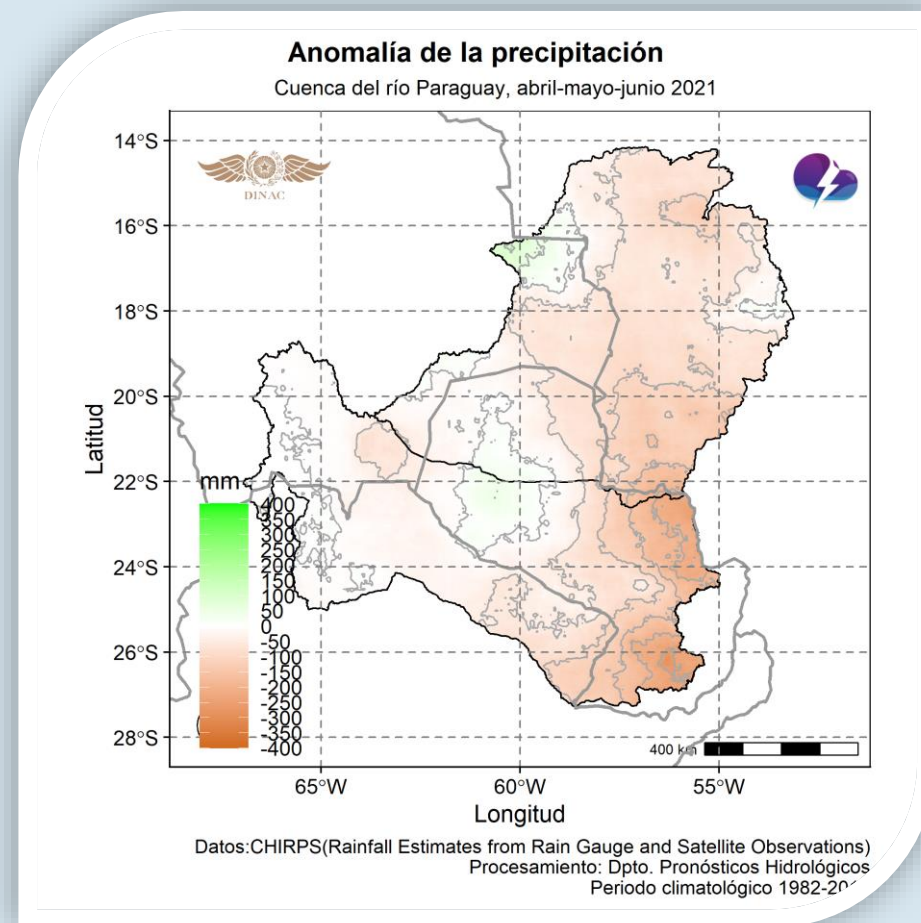 Anomalía de la precipitación
Cuenca del río Paraguay, abril-mayo-junio 2021
14°S
16°S
18°S
20°S
22°S
24°S
26°S
28°S
Latitud
DINAC
mm
400
350
300
250
200
150
100
50
0
-50
-100
-150
-200
-250
-300
-350
-400
400 km
65°W
60°W
55°W
Longitud
Datos:CHIRPS(Rainfall Estimates from Rain Gauge and Satellite Observations)
Procesamiento: Dpto. Pronósticos Hidrológicos
Periodo climatológico